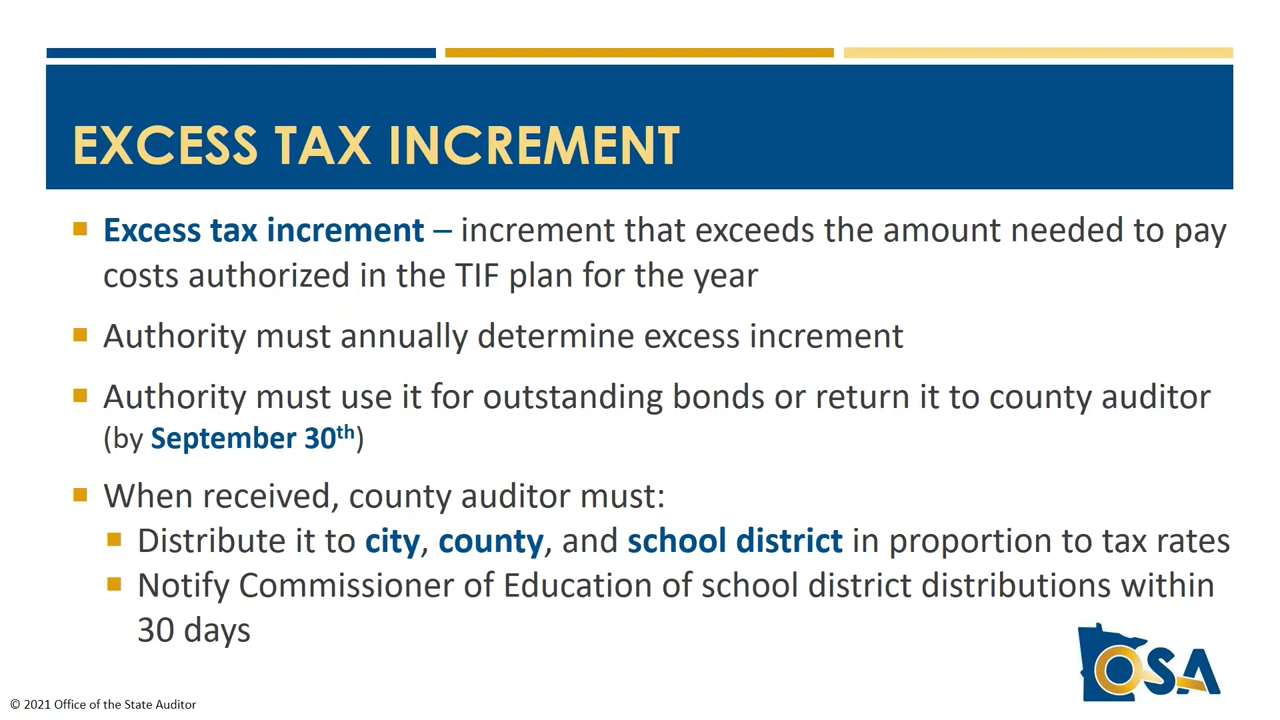 EXCESS TAX INCREMENT
Excess tax increment – increment that exceeds the amount needed to pay
costs authorized in the TIF plan for the year
Authority must annually determine excess increment
Authority must use it for outstanding bonds or return it to county auditor
(by September 30th)
When received, county auditor must:
Distribute it to city, county, and school district in proportion to tax rates
Notify Commissioner of Education of school district distributions within
30 days
OSA
© 2021 Office of the State Auditor